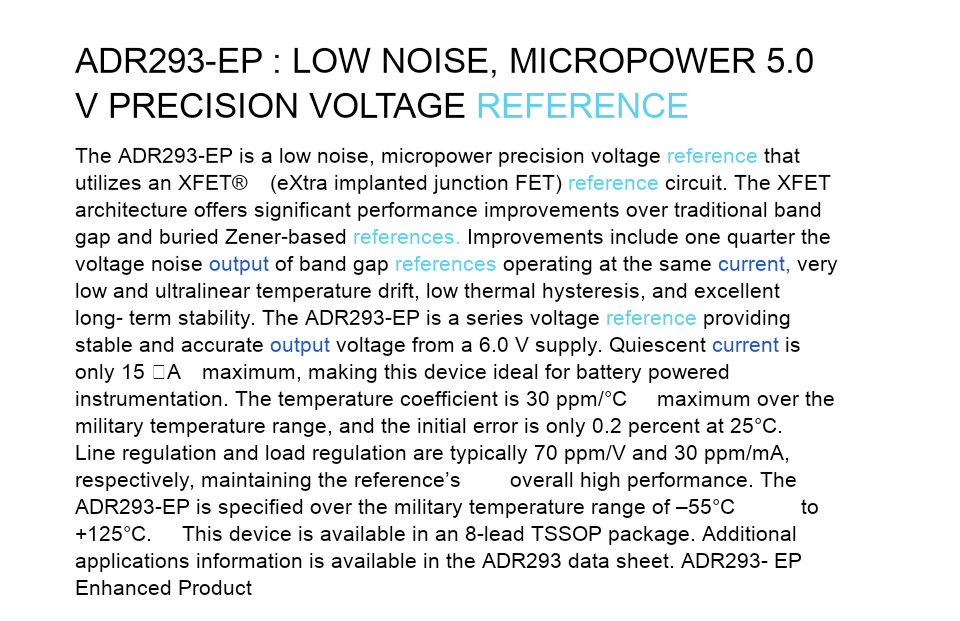 ADR293-EP : LOW NOISE, MICROPOWER 5.0
V PRECISION VOLTAGE REFERENCE
The ADR293-EP is a low noise, micropower precision voltage reference that
utilizes an XFET® (eXtra implanted junction FET) reference circuit. The XFET
architecture offers significant performance improvements over traditional band
gap and buried Zener-based references. Improvements include one quarter the
voltage noise output of band gap references operating at the same current, very
low and ultralinear temperature drift, low thermal hysteresis, and excellent
long- term stability. The ADR293-EP is a series voltage reference providing
stable and accurate output voltage from a 6.0 V supply. Quiescent current is
only 15 □A maximum, making this device ideal for battery powered
instrumentation. The temperature coefficient is 30 ppm/°C maximum over the
military temperature range, and the initial error is only 0.2 percent at 25°C.
Line regulation and load regulation are typically 70 ppm/V and 30 ppm/mA,
respectively, maintaining the reference’s overall high performance. The
ADR293-EP is specified over the military temperature range of –55°C to
+125°C. This device is available in an 8-lead TSSOP package. Additional
applications information is available in the ADR293 data sheet. ADR293- EP
Enhanced Product